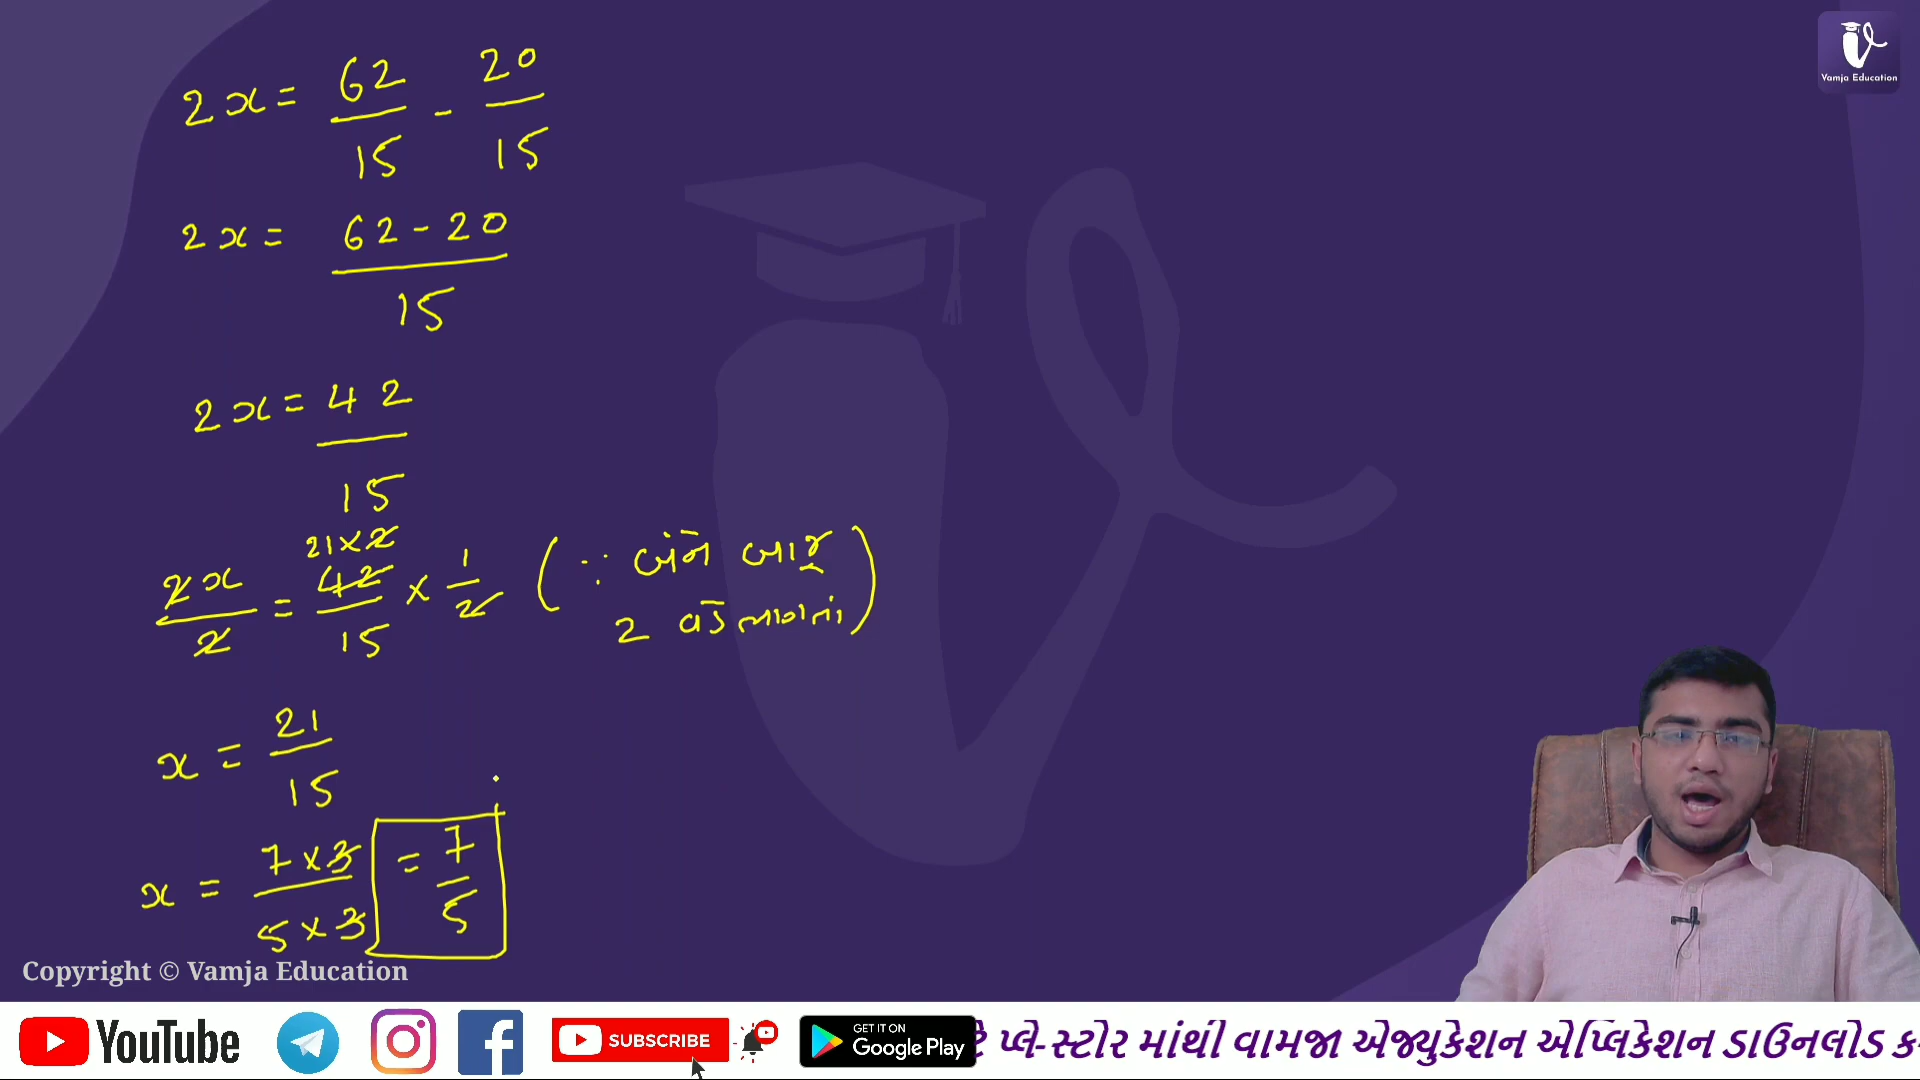 Vamja Education
2x = 62/15 - 20/15
2x = 62 - 20/15
2x = 42/15
2x/2 = 21×2 42/15 × 1/2 (∵ બંને બાજુ
2 વડે ભાગતાં)
x = 21/15
x = 7×3/5×3 = 7/5
Copyright © Vamja Education
YouTube
SUBSCRIBE
GET IT ON
Google Play
પ્લે-સ્ટોર માંથી વામજા એજ્યુકેશન એપ્લિકેશન ડાઉનલોડ